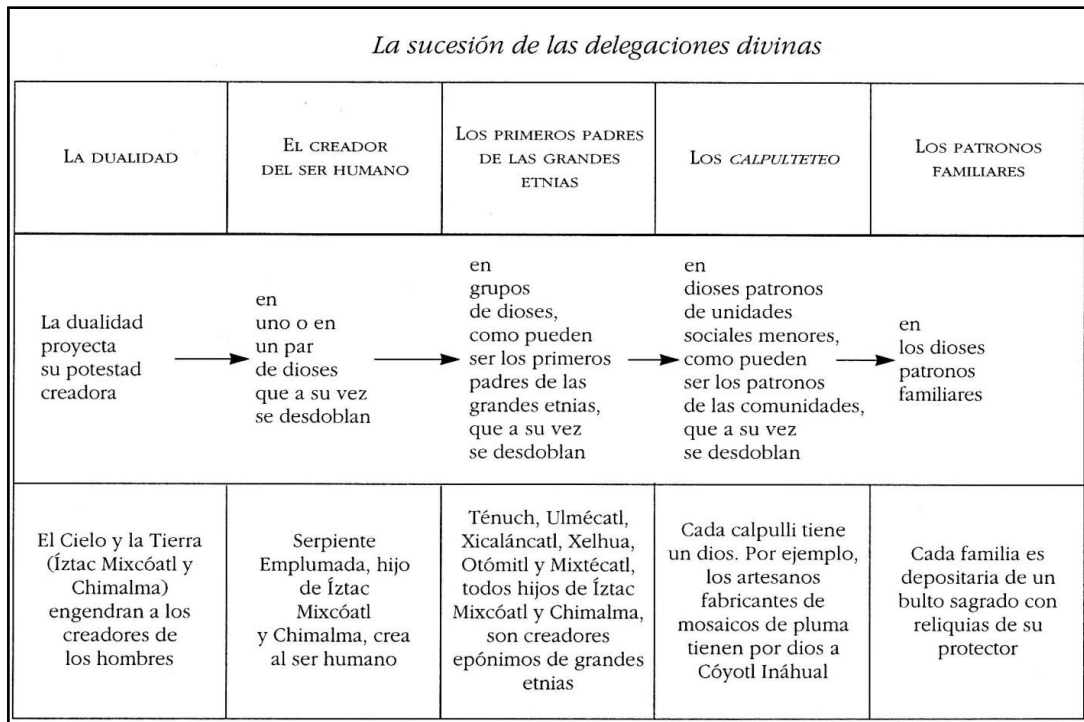 La sucesión de las delegaciones divinas
LA DUALIDAD
EL CREADOR
DEL SER HUMANO
LOS PRIMEROS PADRES
DE LAS GRANDES
ETNIAS
LOS CALPULTETEO
LOS PATRONOS
FAMILIARES
La dualidad
proyecta
su potestad
creadora
en
uno o en
un par
de dioses
que a su vez
se desdoblan
en
grupos
de dioses,
como pueden
ser los primeros
padres de las
grandes etnias,
que a su vez
se desdoblan
en
dioses patronos
de unidades
sociales menores,
como pueden
ser los patronos
de las comunidades,
que a su vez
se desdoblan
en
los dioses
patronos
familiares
El Cielo y la Tierra
(Íztac Mixcóatl y
Chimalma)
engendran a los
creadores de
los hombres
Serpiente
Emplumada, hijo
de Íztac
Mixcóatl
y Chimalma, crea
al ser humano
Ténuch, Ulmécatl,
Xicaláncatl, Xelhua,
Otómitl y Mixtécatl,
todos hijos de Íztac
Mixcóatl y Chimalma,
son creadores
epónimos de grandes
etnias
Cada calpulli tiene
un dios. Por ejemplo,
los artesanos
fabricantes de
mosaicos de pluma
tienen por dios a
Cóyotl Ináhual
Cada familia es
depositaria de un
bulto sagrado con
reliquias de su
protector